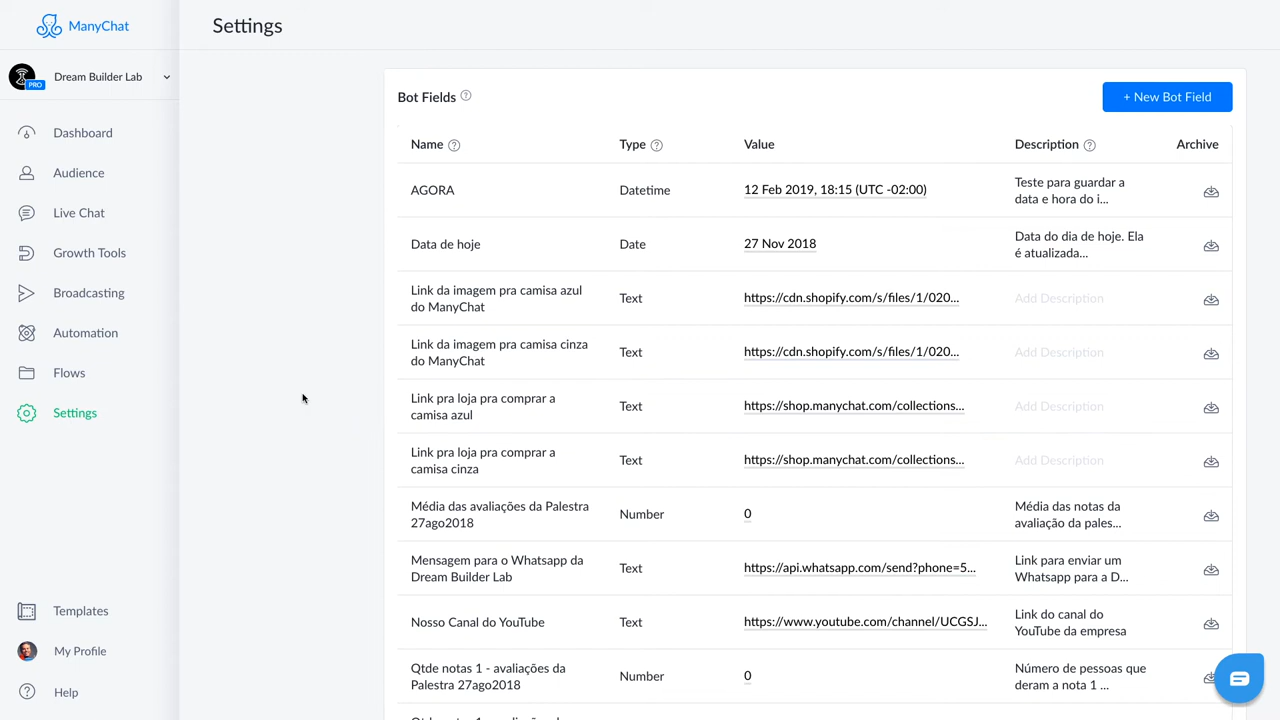 ManyChat
Settings
PRO
Dream Builder Lab
Dashboard
Audience
Live Chat
Growth Tools
Broadcasting
Automation
Flows
Settings
Templates
My Profile
Help
Bot Fields
+ New Bot Field
Name Type Value Description Archive
AGORA Datetime 12 Feb 2019, 18:15 (UTC -02:00) Teste para guardar a
data e hora do i...
Data de hoje Date 27 Nov 2018 Data do dia de hoje. Ela
é atualizada...
Link da imagem pra camisa azul
do ManyChat Text https://cdn.shopify.com/s/files/1/020... Add Description
Link da imagem pra camisa cinza
do ManyChat Text https://cdn.shopify.com/s/files/1/020... Add Description
Link pra loja pra comprar a
camisa azul Text https://shop.manychat.com/collections... Add Description
Link pra loja pra comprar a
camisa cinza Text https://shop.manychat.com/collections... Add Description
Média das avaliações da Palestra
27ago2018 Number 0 Média das notas da
avaliação da pales...
Mensagem para o Whatsapp da
Dream Builder Lab Text https://api.whatsapp.com/send?phone=5... Link para enviar um
Whatsapp para a D...
Nosso Canal do YouTube Text https://www.youtube.com/channel/UCGSJ... Link do canal do
YouTube da empresa
Qtde notas 1 - avaliações da
Palestra 27ago2018 Number 0 Número de pessoas que
deram a nota 1 ...